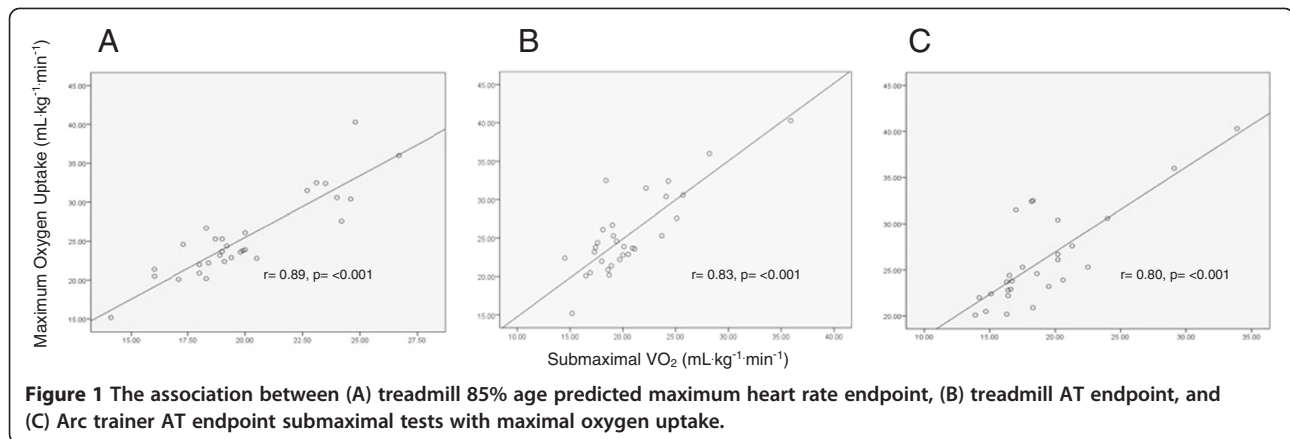 A
B
C
Maximum Oxygen Uptake (mL·kg⁻¹·min⁻¹)
45.00
40.00
35.00
30.00
25.00
20.00
15.00
r= 0.89, p= <0.001
15.00 17.50 20.00 22.50 25.00 27.50
45.00
40.00
35.00
30.00
25.00
20.00
15.00
r= 0.83, p= <0.001
10.00 15.00 20.00 25.00 30.00 35.00 40.00
45.00
40.00
35.00
30.00
25.00
20.00
r= 0.80, p= <0.001
10.00 15.00 20.00 25.00 30.00 35.00
Submaximal VO₂ (mL·kg⁻¹·min⁻¹)
Figure 1 The association between (A) treadmill 85% age predicted maximum heart rate endpoint, (B) treadmill AT endpoint, and
(C) Arc trainer AT endpoint submaximal tests with maximal oxygen uptake.